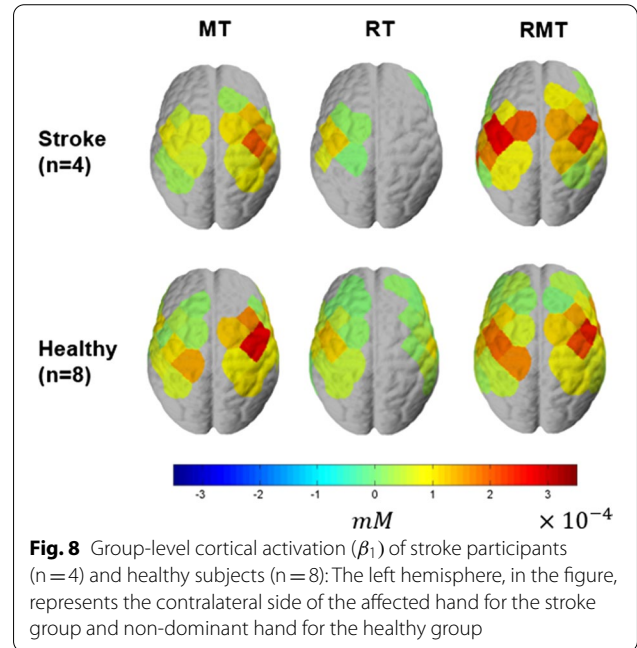 MT RT RMT
Stroke
(n=4)
Healthy
(n=8)
-3 -2 -1 0 1 2 3
mM × 10⁻⁴
Fig. 8 Group-level cortical activation (β₁) of stroke participants
(n = 4) and healthy subjects (n = 8): The left hemisphere, in the figure,
represents the contralateral side of the affected hand for the stroke
group and non-dominant hand for the healthy group